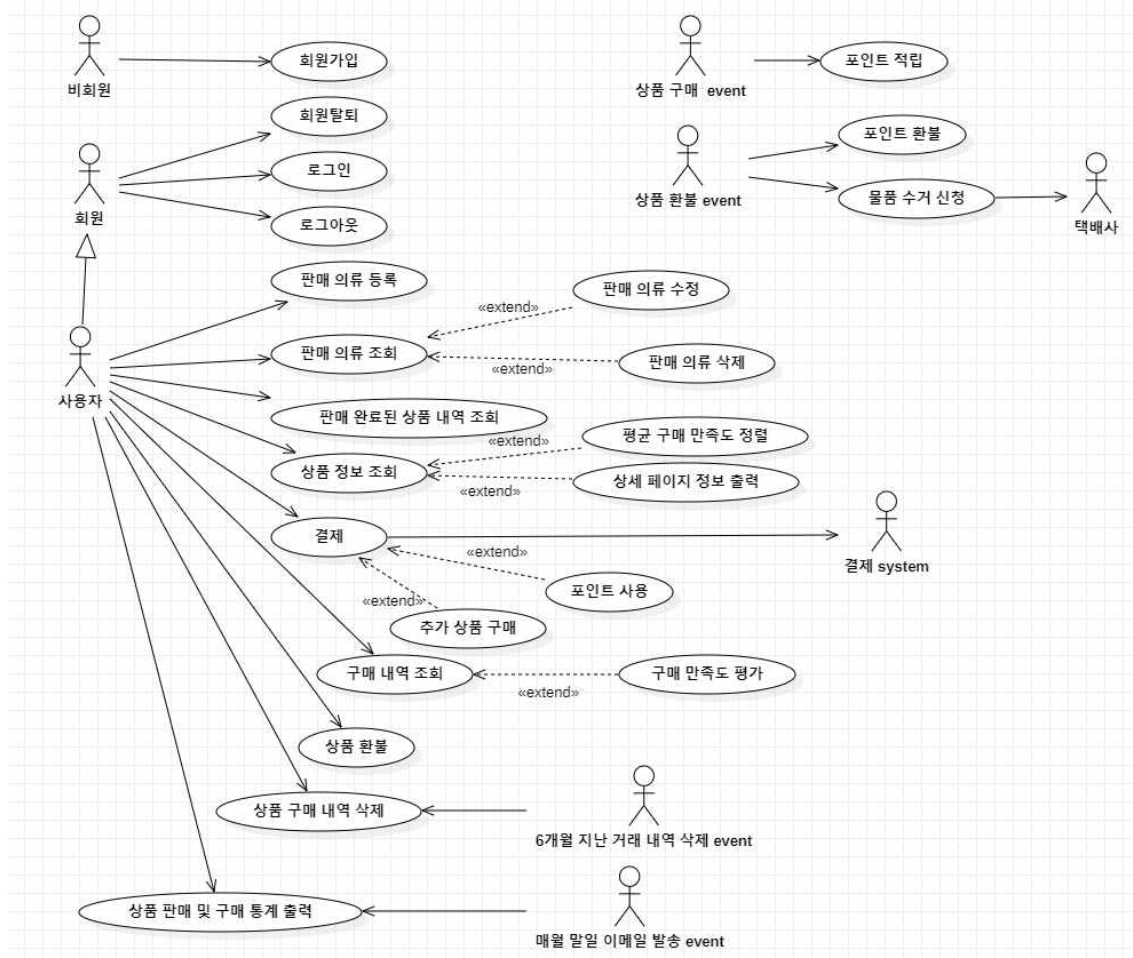 비회원
회원가입
회원탈퇴
회원
로그인
로그아웃
상품 구매 event
포인트 적립
상품 환불 event
포인트 환불
물품 수거 신청
택배사
사용자
판매 의류 등록
판매 의류 조회
«extend»
판매 의류 수정
«extend»
판매 의류 삭제
판매 완료된 상품 내역 조회
상품 정보 조회
«extend»
평균 구매 만족도 정렬
«extend»
상세 페이지 정보 출력
결제
결제 system
«extend»
포인트 사용
«extend»
추가 상품 구매
구매 내역 조회
«extend»
구매 만족도 평가
상품 환불
상품 구매 내역 삭제
6개월 지난 거래 내역 삭제 event
상품 판매 및 구매 통계 출력
매월 말일 이메일 발송 event